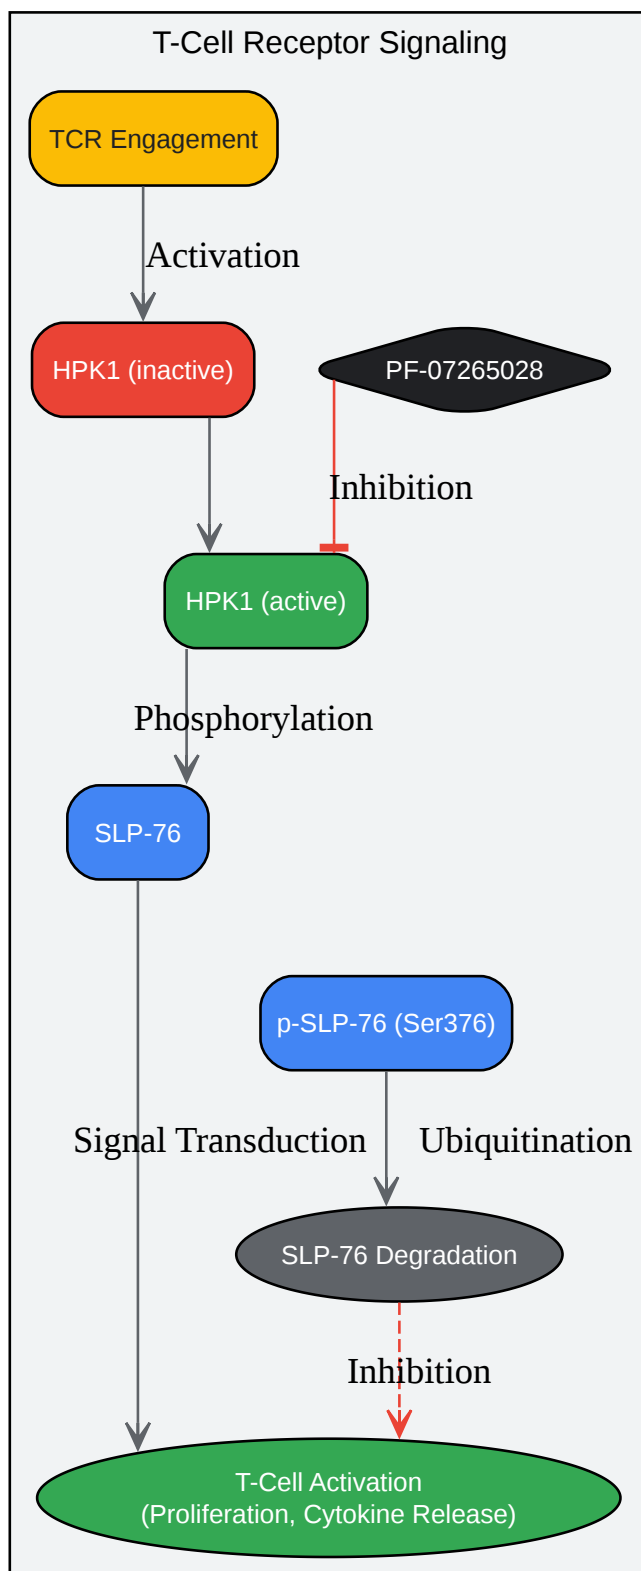 T-Cell Receptor Signaling
TCR Engagement
Activation
HPK1 (inactive)
PF-07265028
Inhibition
HPK1 (active)
Phosphorylation
SLP-76
p-SLP-76 (Ser376)
Signal Transduction
Ubiquitination
SLP-76 Degradation
Inhibition
T-Cell Activation
(Proliferation, Cytokine Release)